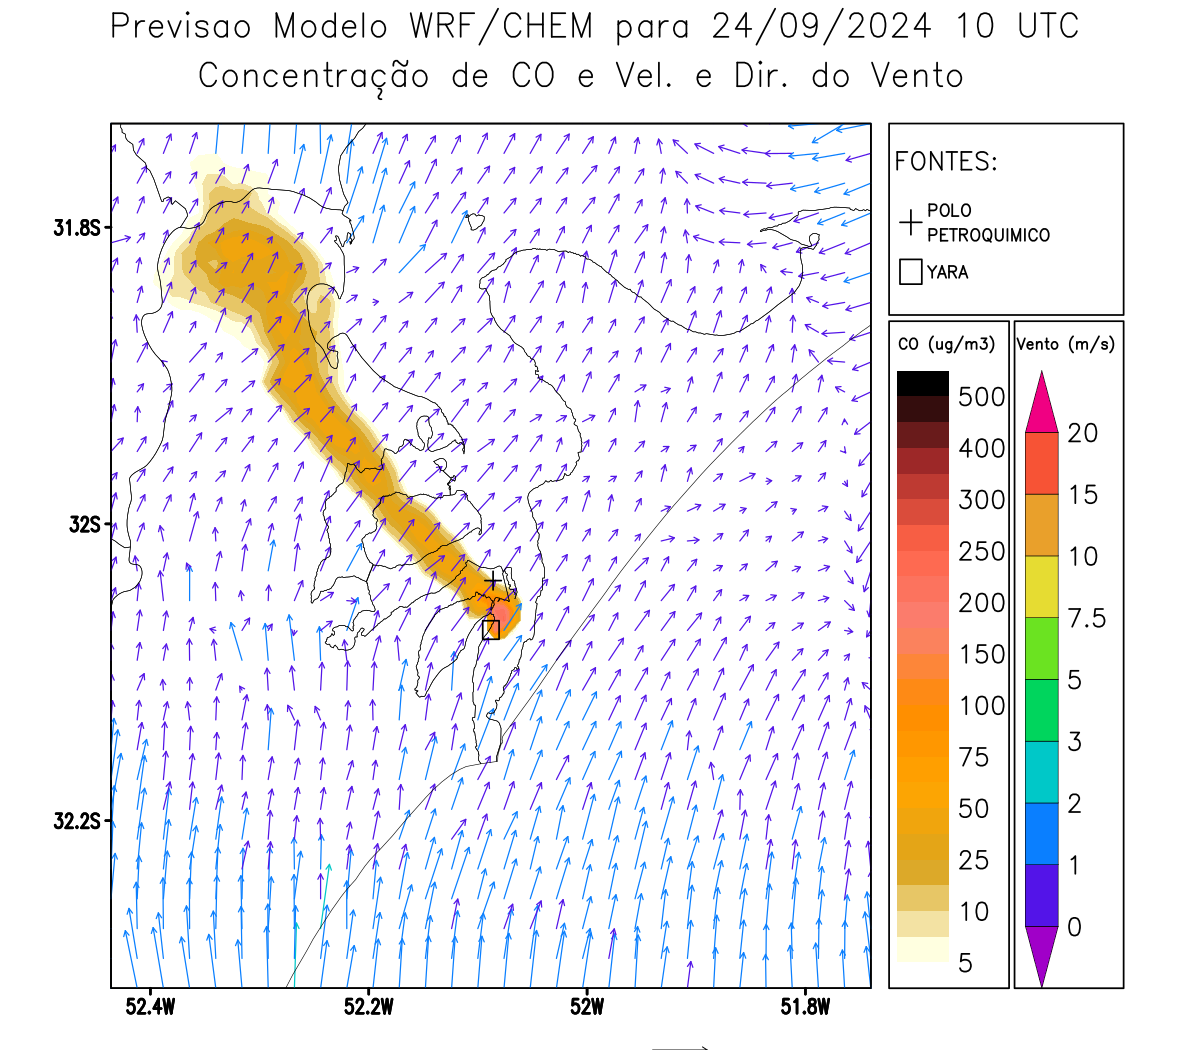 Previsao Modelo WRF/CHEM para 24/09/2024 10 UTC
Concentração de CO e Vel. e Dir. do Vento
FONTES:
POLO
PETROQUIMICO
YARA
CO (ug/m3)
500
400
300
250
200
150
100
75
50
25
10
5
Vento (m/s)
20
15
10
7.5
5
3
2
1
0
31.8S
32S
32.2S
52.4W
52.2W
52W
51.8W